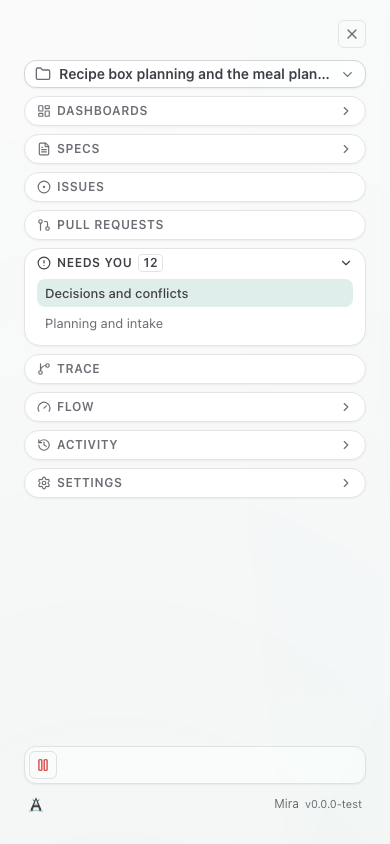 Recipe box planning and the meal plan...
DASHBOARDS
SPECS
ISSUES
PULL REQUESTS
NEEDS YOU 12
Decisions and conflicts
Planning and intake
TRACE
FLOW
ACTIVITY
SETTINGS
Mira v0.0.0-test